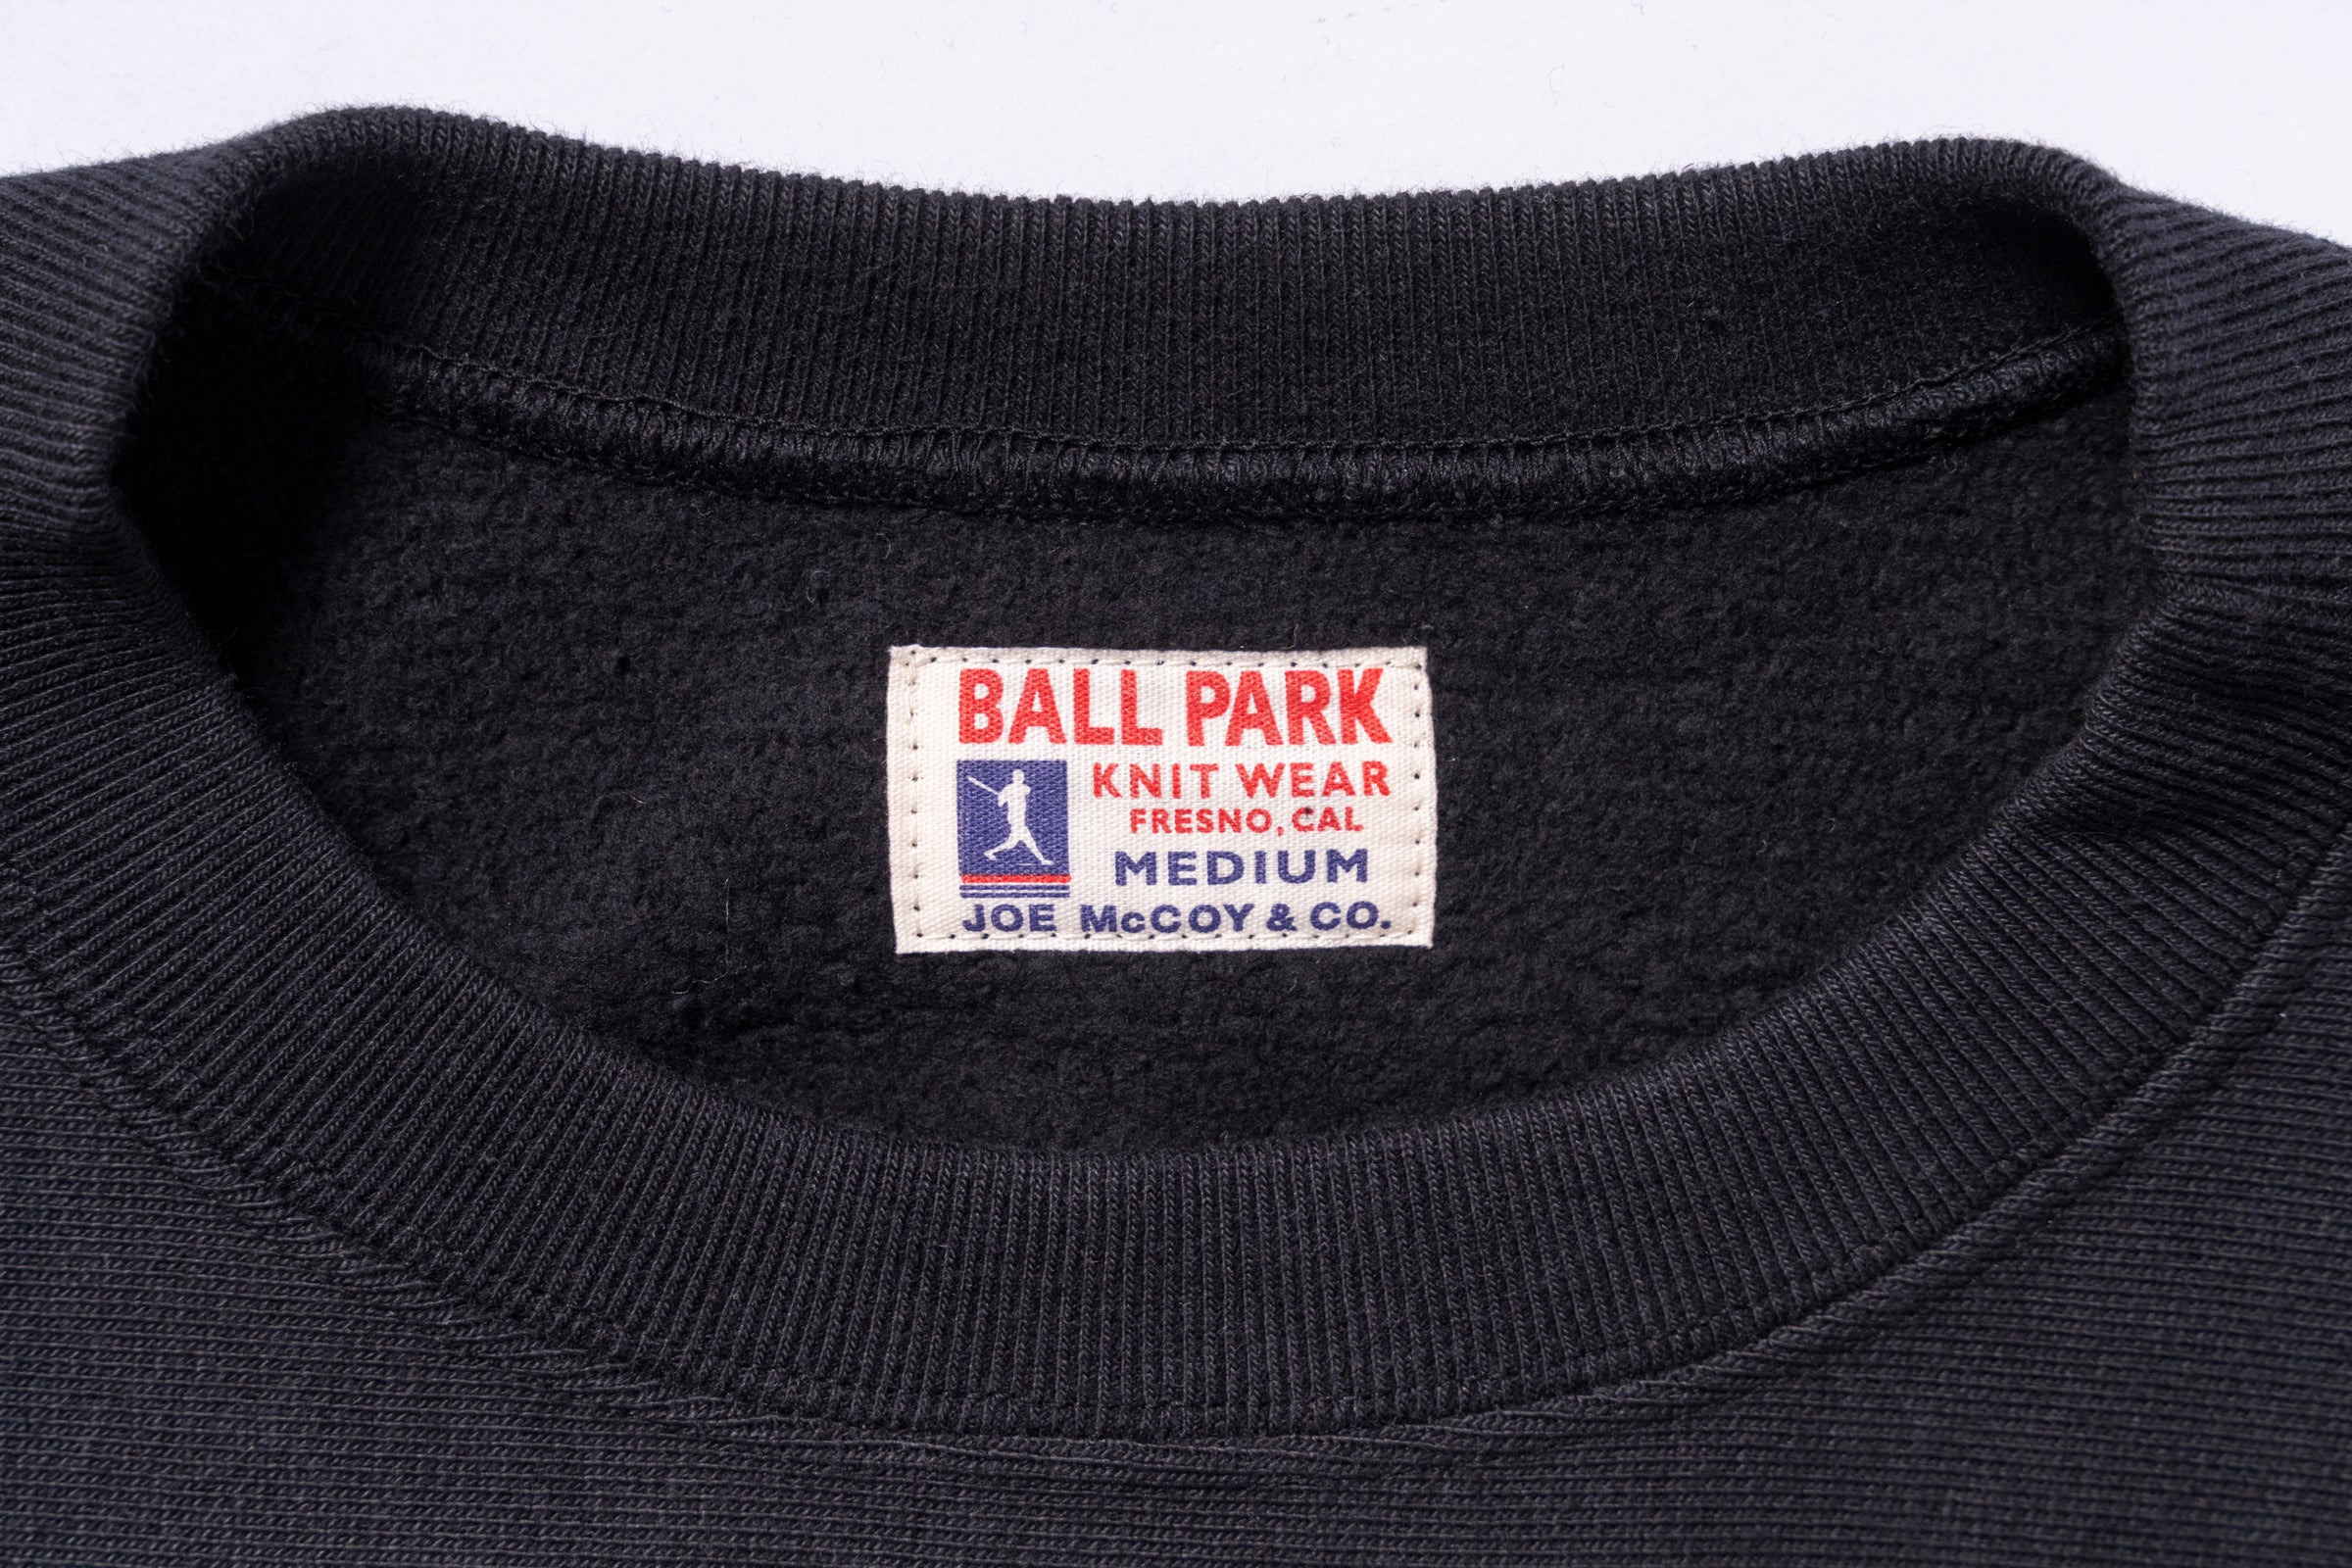 BALL PARK
KNIT WEAR
FRESNO, CAL
MEDIUM
JOE McCOY & CO.